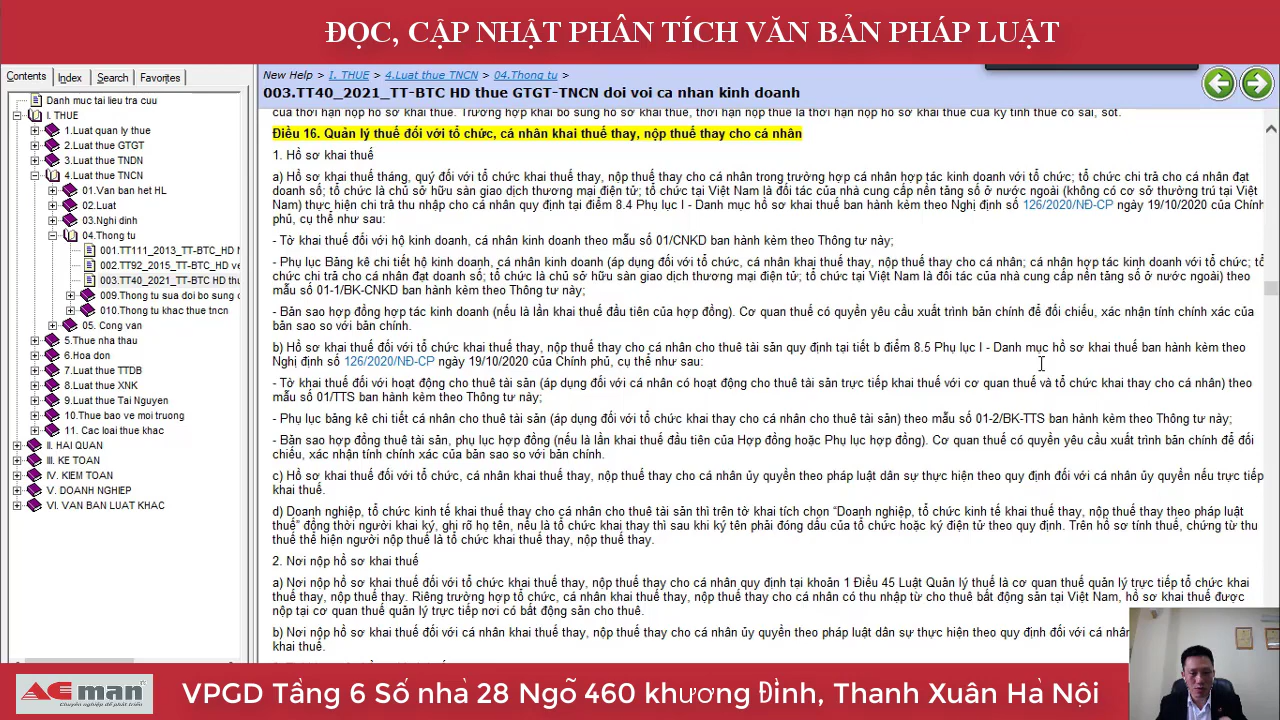 ĐỌC, CẬP NHẬT PHÂN TÍCH VĂN BẢN PHÁP LUẬT
Contents Index Search Favorites
Danh muc tai lieu tra cuu
I. THUE
1.Luat quan ly thue
2.Luat thue GTGT
3.Luat thue TNDN
4.Luat thue TNCN
01.Van ban het HL
02.Luat
03.Nghi dinh
04.Thong tu
001.TT111_2013_TT-BTC_HD
002.TT92_2015_TT-BTC_HD ve
003.TT40_2021_TT-BTC HD thu
009.Thong tu sua doi bo sung c
010.Thong tu khac thue tncn
05. Cong van
5.Thue nha thau
6.Hoa don
7.Luat thue TTDB
8.Luat thue XNK
9.Luat thue Tai Nguyen
10.Thue bao ve moi truong
11. Cac loai thue khac
II. HAI QUAN
III. KE TOAN
IV. KIEM TOAN
V. DOANH NGHIEP
VI. VAN BAN LUAT KHAC
New Help > I. THUE > 4.Luat thue TNCN > 04.Thong tu >
003.TT40_2021_TT-BTC HD thue GTGT-TNCN doi voi ca nhan kinh doanh
của thời hạn nộp thuế. Trường hợp khai bổ sung hồ sơ khai thuế, thời hạn nộp thuế là thời hạn nộp hồ sơ khai thuế của kỳ tính thuế có sai, sót.
Điều 16. Quản lý thuế đối với tổ chức, cá nhân khai thuế thay, nộp thuế thay cho cá nhân
1. Hồ sơ khai thuế
a) Hồ sơ khai thuế tháng, quý đối với tổ chức khai thuế thay, nộp thuế thay cho cá nhân trong trường hợp cá nhân hợp tác kinh doanh với tổ chức; tổ chức chi trả cho cá nhân đạt
doanh số; tổ chức là chủ sở hữu sàn giao dịch thương mại điện tử; tổ chức tại Việt Nam là đối tác của nhà cung cấp nền tảng số ở nước ngoài (không có cơ sở thường trú tại Việt
Nam) thực hiện chi trả thu nhập cho cá nhân quy định tại điểm 8.4 Phụ lục I - Danh mục hồ sơ khai thuế ban hành kèm theo Nghị định số 126/2020/NĐ-CP ngày 19/10/2020 của Chính
phủ, cụ thể như sau:
- Tờ khai thuế đối với hộ kinh doanh, cá nhân kinh doanh theo mẫu số 01/CNKD ban hành kèm theo Thông tư này;
- Phụ lục Bảng kê chi tiết hộ kinh doanh, cá nhân kinh doanh (áp dụng đối với tổ chức, cá nhân khai thuế thay, nộp thuế thay cho cá nhân; cá nhân hợp tác kinh doanh với tổ chức; tổ
chức chi trả cho cá nhân đạt doanh số; tổ chức là chủ sở hữu sàn giao dịch thương mại điện tử; tổ chức tại Việt Nam là đối tác của nhà cung cấp nền tảng số ở nước ngoài) theo
mẫu số 01-1/BK-CNKD ban hành kèm theo Thông tư này;
- Bản sao hợp đồng hợp tác kinh doanh (nếu là lần khai thuế đầu tiên của hợp đồng). Cơ quan thuế có quyền yêu cầu xuất trình bản chính để đối chiếu, xác nhận tính chính xác của
bản sao so với bản chính.
b) Hồ sơ khai thuế đối với tổ chức khai thuế thay, nộp thuế thay cho cá nhân cho thuê tài sản quy định tại tiết b điểm 8.5 Phụ lục I - Danh mục hồ sơ khai thuế ban hành kèm theo
Nghị định số 126/2020/NĐ-CP ngày 19/10/2020 của Chính phủ, cụ thể như sau:
- Tờ khai thuế đối với hoạt động cho thuê tài sản (áp dụng đối với cá nhân có hoạt động cho thuê tài sản trực tiếp khai thuế với cơ quan thuế và tổ chức khai thay cho cá nhân) theo
mẫu số 01/TTS ban hành kèm theo Thông tư này;
- Phụ lục bảng kê chi tiết cá nhân cho thuê tài sản (áp dụng đối với tổ chức khai thay cho cá nhân cho thuê tài sản) theo mẫu số 01-2/BK-TTS ban hành kèm theo Thông tư này;
- Bản sao hợp đồng thuê tài sản, phụ lục hợp đồng (nếu là lần khai thuế đầu tiên của Hợp đồng hoặc Phụ lục hợp đồng). Cơ quan thuế có quyền yêu cầu xuất trình bản chính để đối
chiếu, xác nhận tính chính xác của bản sao so với bản chính.
c) Hồ sơ khai thuế đối với tổ chức, cá nhân khai thuế thay, nộp thuế thay cho cá nhân ủy quyền theo pháp luật dân sự thực hiện theo quy định đối với cá nhân ủy quyền nếu trực tiếp
khai thuế.
d) Doanh nghiệp, tổ chức kinh tế khai thuế thay cho cá nhân cho thuê tài sản thì trên tờ khai tích chọn “Doanh nghiệp, tổ chức kinh tế khai thuế thay, nộp thuế thay theo pháp luật
thuế” đồng thời người khai ký, ghi rõ họ tên, nếu là tổ chức khai thay thì sau khi ký tên phải đóng dấu của tổ chức hoặc ký điện tử theo quy định. Trên hồ sơ tính thuế, chứng từ thu
thuế thể hiện người nộp thuế là tổ chức khai thuế thay, nộp thuế thay.
2. Nơi nộp hồ sơ khai thuế
a) Nơi nộp hồ sơ khai thuế đối với tổ chức khai thuế thay, nộp thuế thay cho cá nhân quy định tại khoản 1 Điều 45 Luật Quản lý thuế là cơ quan thuế quản lý trực tiếp tổ chức khai
thuế thay, nộp thuế thay. Riêng trường hợp tổ chức, cá nhân khai thuế thay, nộp thuế thay cho cá nhân có thu nhập từ cho thuê bất động sản tại Việt Nam, hồ sơ khai thuế được
nộp tại cơ quan thuế quản lý trực tiếp nơi có bất động sản cho thuê.
b) Nơi nộp hồ sơ khai thuế đối với cá nhân khai thuế thay, nộp thuế thay cho cá nhân ủy quyền theo pháp luật dân sự thực hiện theo quy định đối với cá nhân
khai thuế.
ACman
Chuyên nghiệp để phát triển
VPGD Tầng 6 Số nhà 28 Ngõ 460 khương Đình, Thanh Xuân Hà Nội